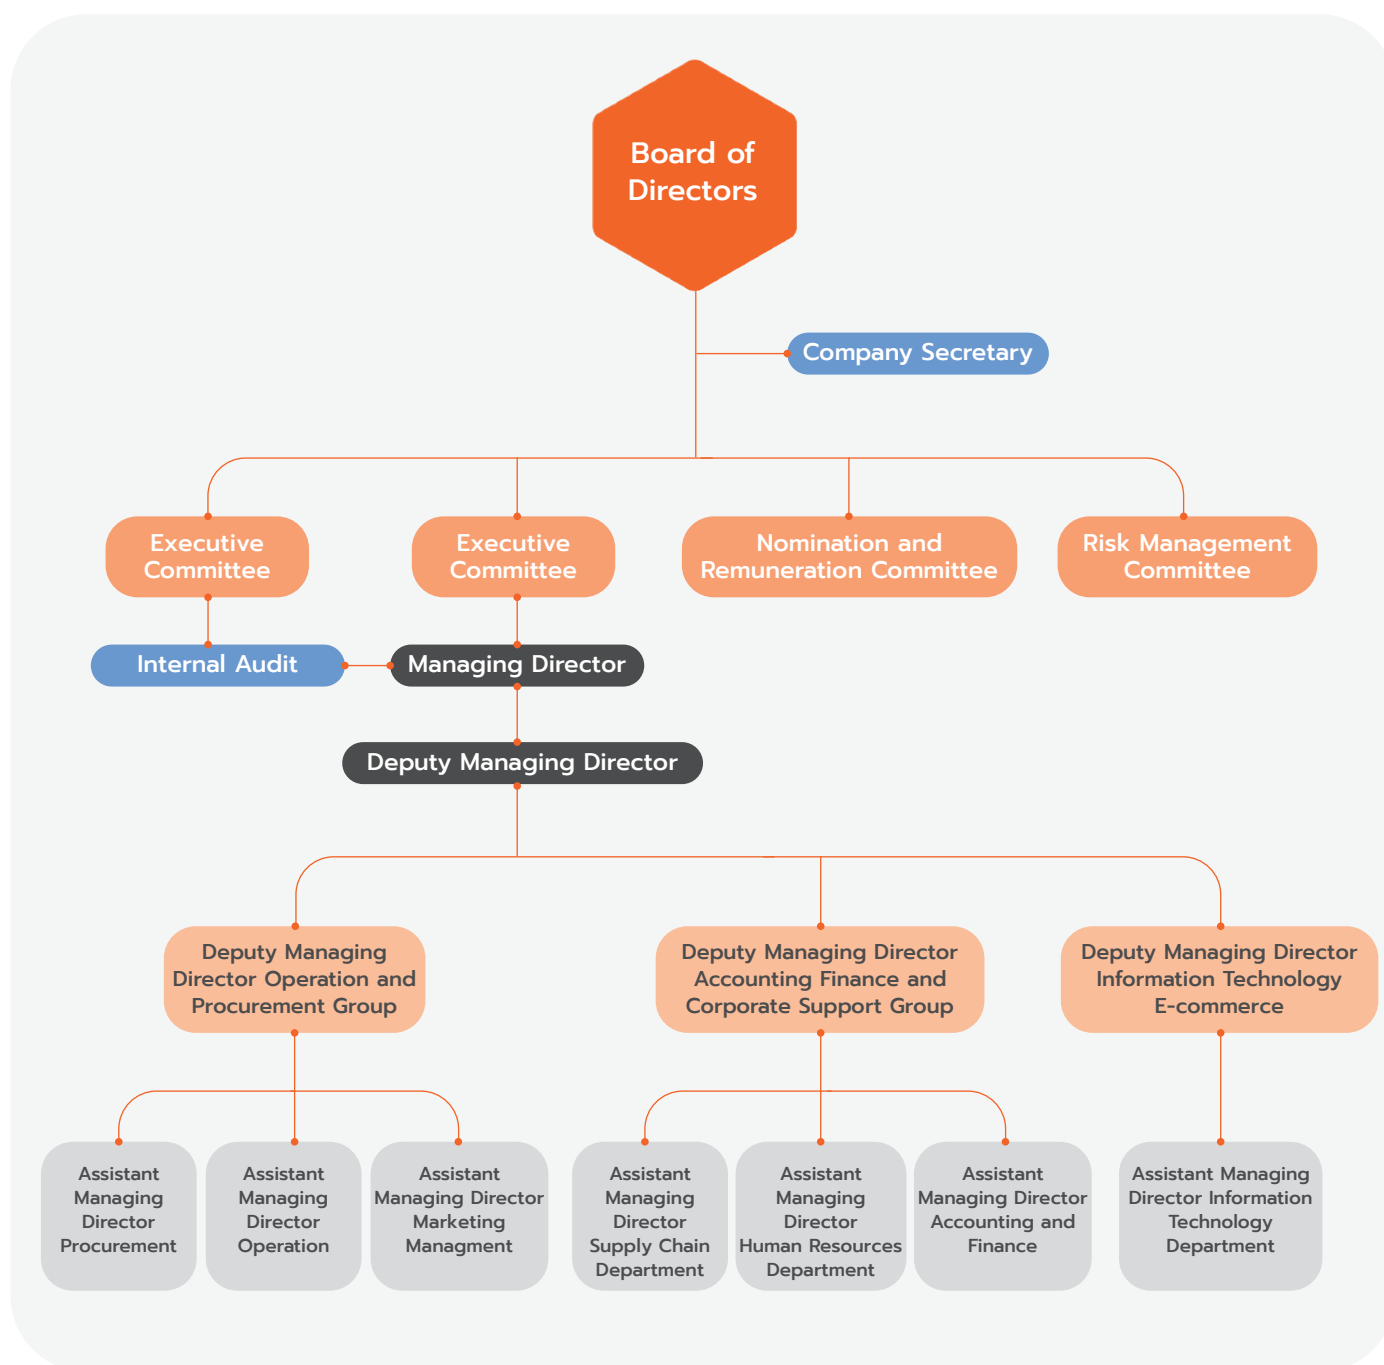 Board of
Directors
Company Secretary
Executive
Committee
Executive
Committee
Nomination and
Remuneration Committee
Risk Management
Committee
Internal Audit
Managing Director
Deputy Managing Director
Deputy Managing
Director Operation and
Procurement Group
Deputy Managing Director
Accounting Finance and
Corporate Support Group
Deputy Managing Director
Information Technology
E-commerce
Assistant
Managing
Director
Procurement
Assistant
Managing
Director
Operation
Assistant
Managing Director
Marketing
Managment
Assistant
Managing
Director
Supply Chain
Department
Assistant
Managing
Director
Human Resources
Department
Assistant
Managing Director
Accounting and
Finance
Assistant Managing
Director Information
Technology
Department